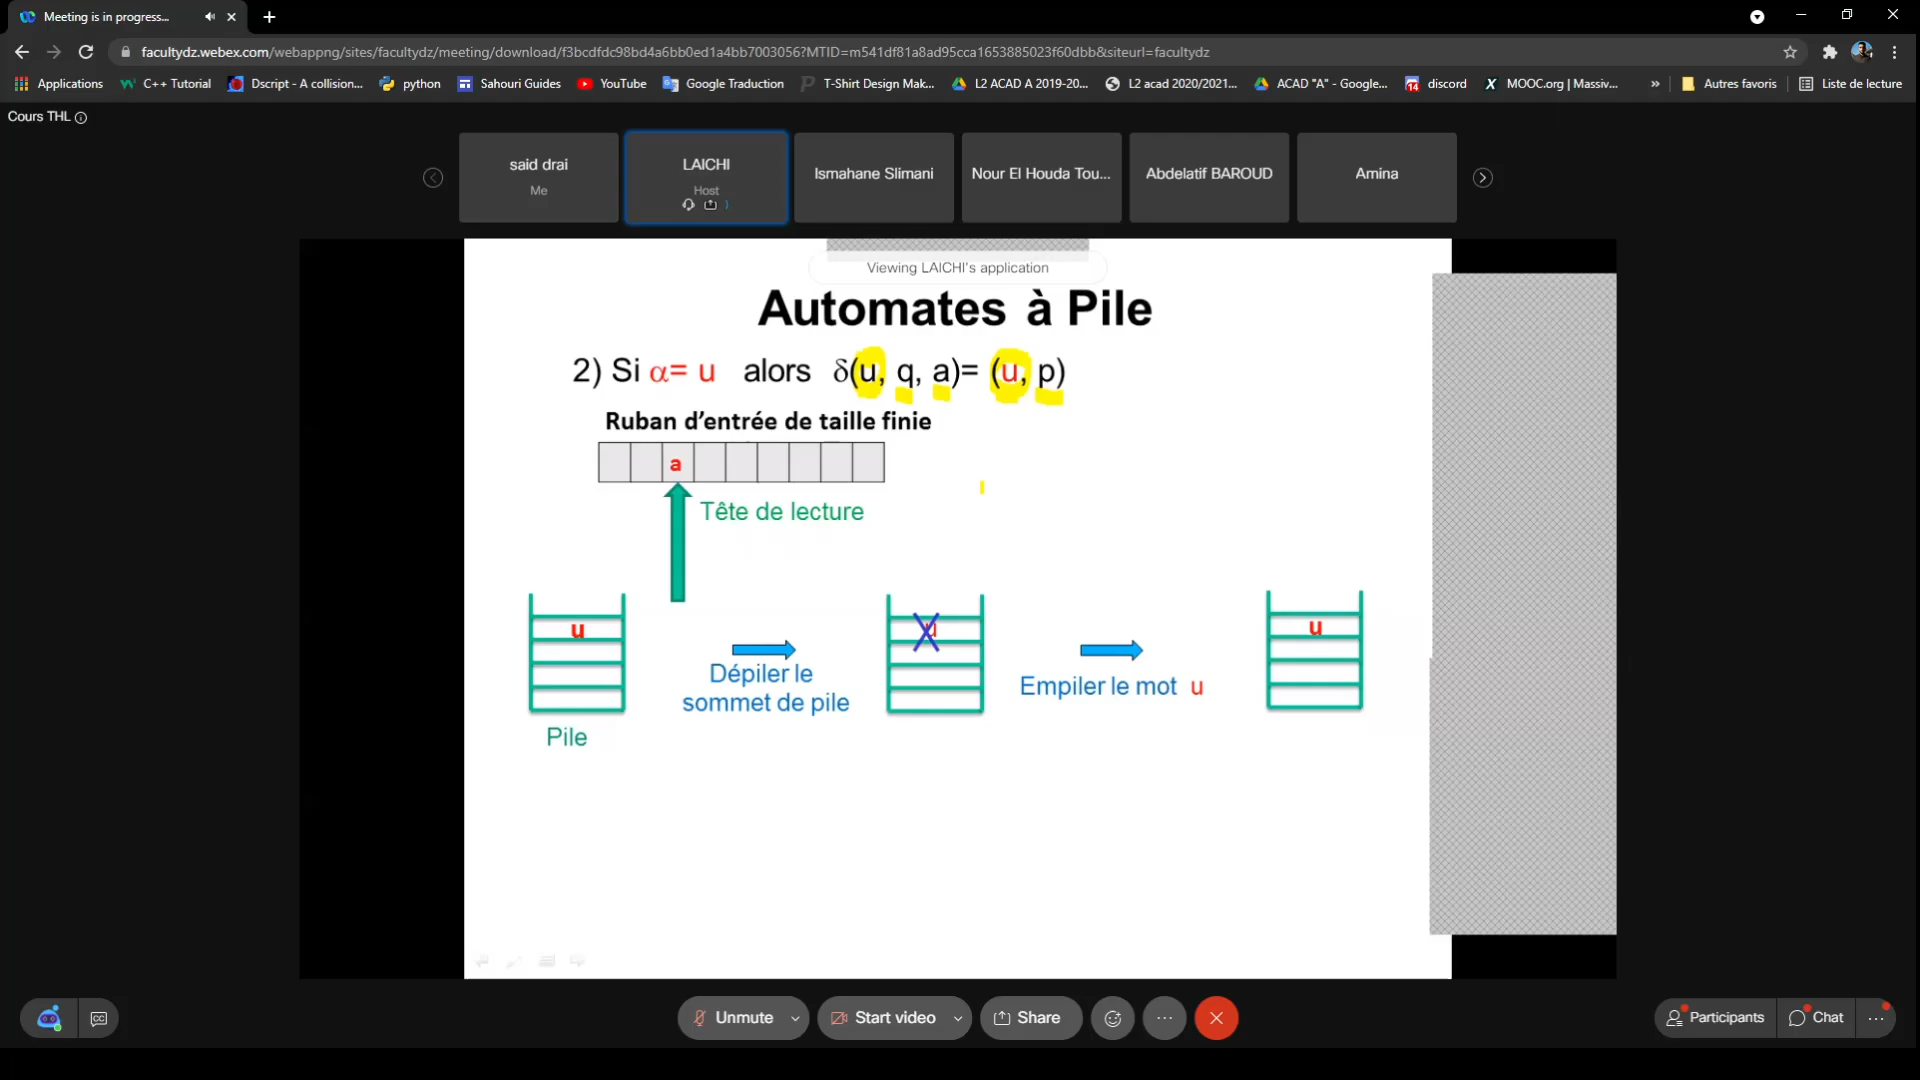 Meeting is in progress...
facultydz.webex.com/webappng/sites/facultydz/meeting/download/f3bcdfdc98bd4a6bb0ed1a4bb7003056?MTID=m541df81a8ad95cca1653885023f60dbb&siteurl=facultydz
Applications C++ Tutorial Dscript - A collision... python Sahouri Guides YouTube Google Traduction T-Shirt Design Mak... L2 ACAD A 2019-20... L2 acad 2020/2021... ACAD "A" - Google... 14 discord MOOC.org | Massiv... » Autres favoris Liste de lecture
Cours THL
said drai
Me
LAICHI
Host
Ismahane Slimani
Nour El Houda Tou...
Abdelatif BAROUD
Amina
Viewing LAICHI's application
Automates à Pile
2) Si α= u alors δ(u, q, a)= (u, p)
Ruban d'entrée de taille finie
a
Tête de lecture
u
u
u
Dépiler le
sommet de pile
Empiler le mot u
Pile
CC
Unmute
Start video
Share
Participants
Chat